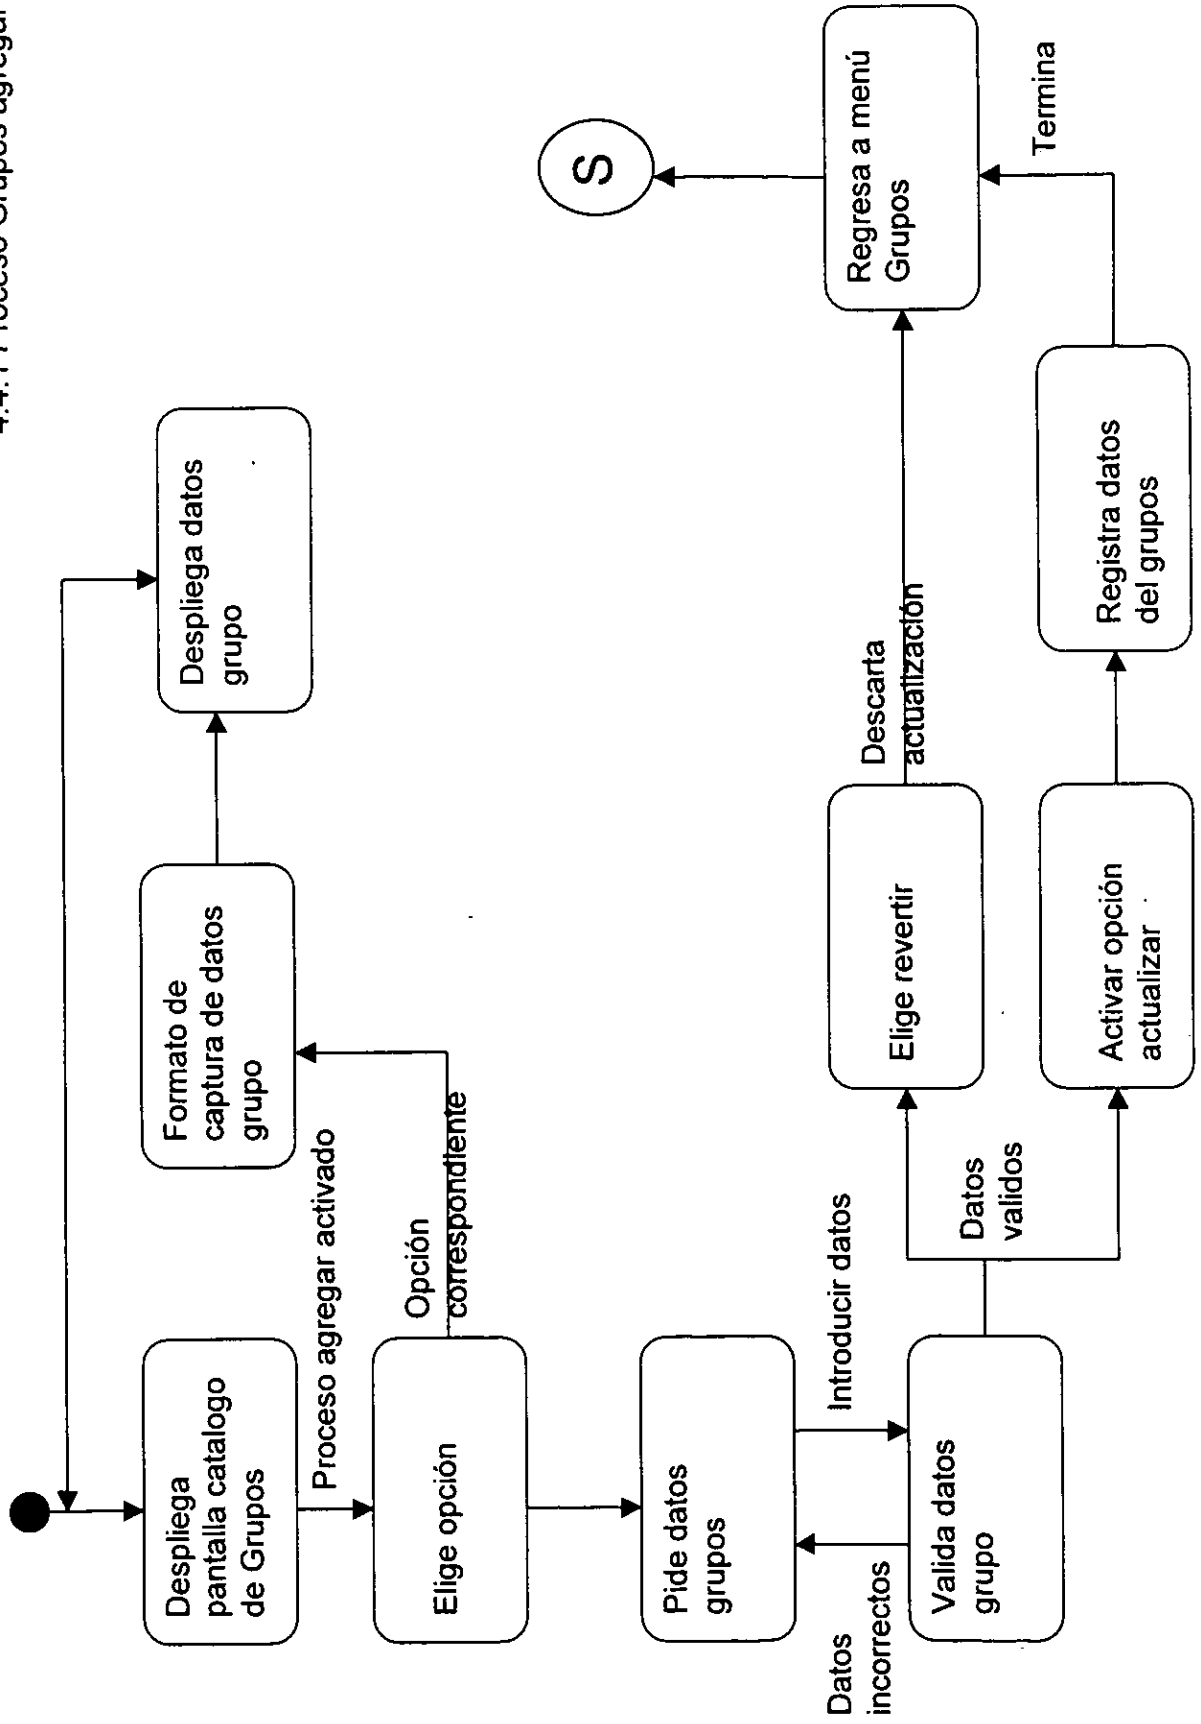 4.4.1 Proceso Grupos agregar
Despliega
pantalla catalogo
de Grupos
Proceso agregar activado
Elige opción
Opción
correspondiente
Formato de
captura de datos
grupo
Despliega datos
grupo
Pide datos
grupos
Introducir datos
Datos
incorrectos
Valida datos
grupo
Datos
validos
Elige revertir
Descarta
actualización
Activar opción
actualizar
Registra datos
del grupos
Termina
Regresa a menú
Grupos
S